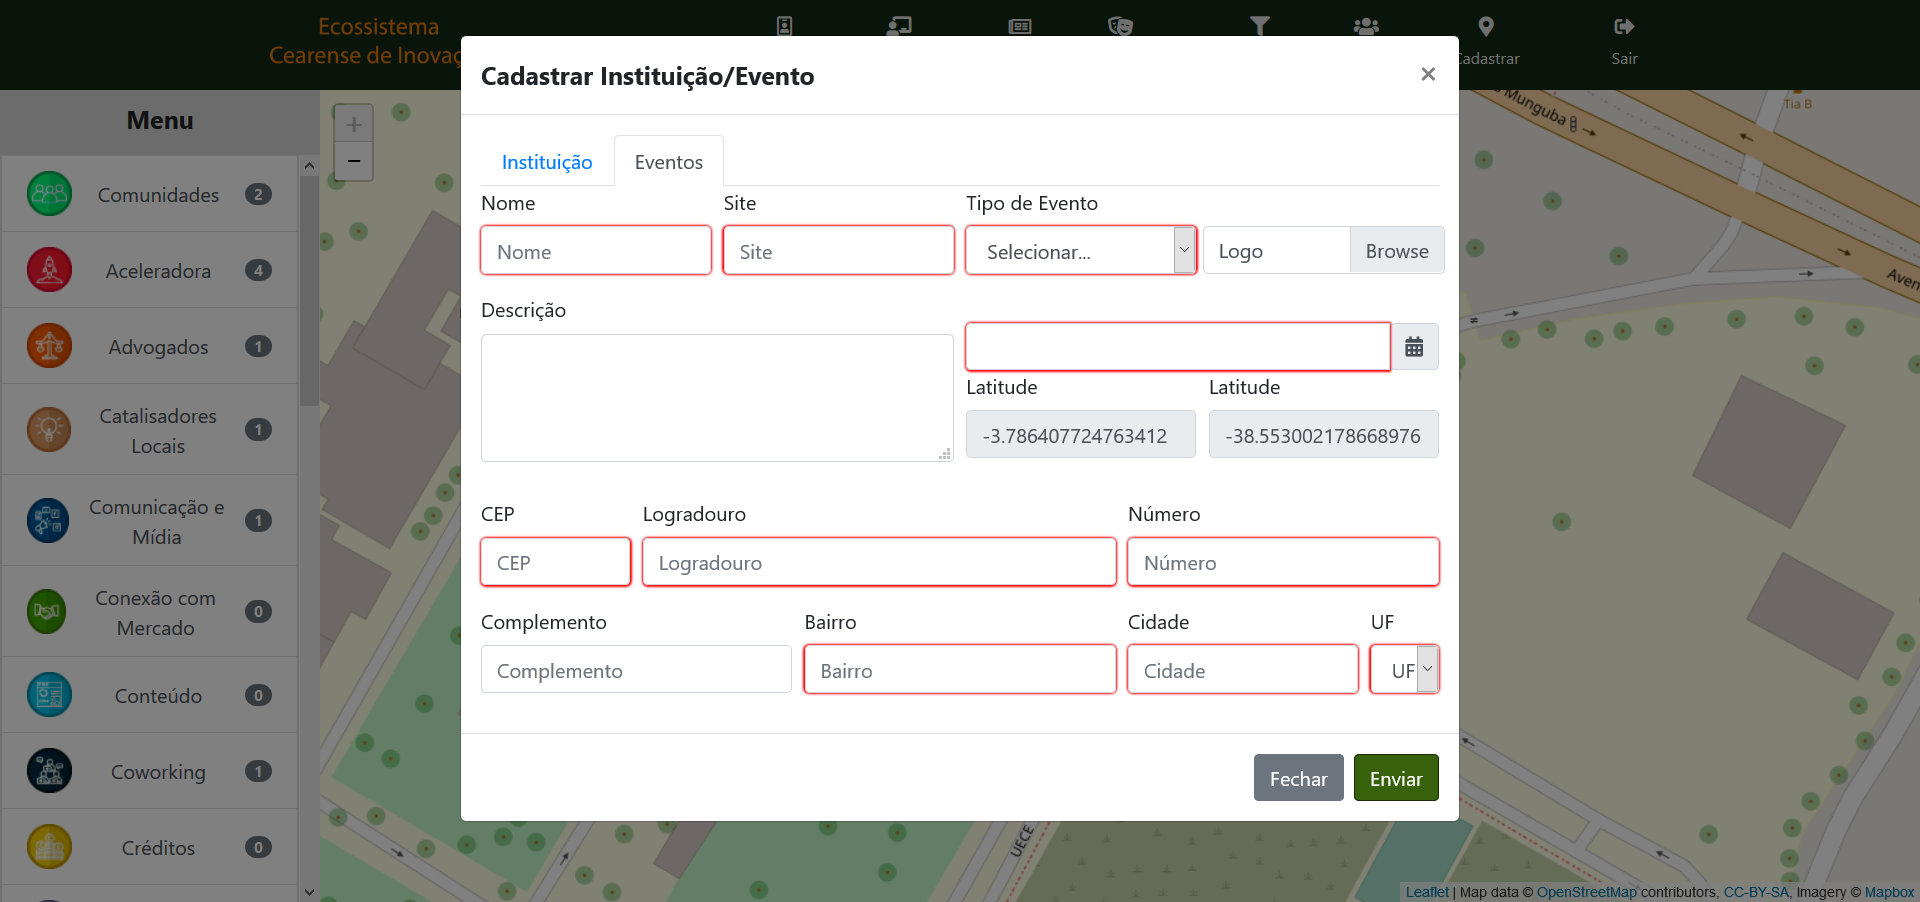 Ecossistema
Cearense de Inovaç
Cadastrar
Sair
Menu
Comunidades 2
Aceleradora 4
Advogados 1
Catalisadores
Locais 1
Comunicação e
Mídia 1
Conexão com
Mercado 0
Conteúdo 0
Coworking 1
Créditos 0
+
−
Cadastrar Instituição/Evento
×
Instituição Eventos
Nome Site Tipo de Evento
Nome Site Selecionar... Logo Browse
Descrição
Latitude Latitude
-3.786407724763412 -38.553002178668976
CEP Logradouro Número
CEP Logradouro Número
Complemento Bairro Cidade UF
Complemento Bairro Cidade UF
Fechar Enviar
Munguba
Tia B
Aven
UECE
Leaflet | Map data © OpenStreetMap contributors, CC-BY-SA, Imagery © Mapbox